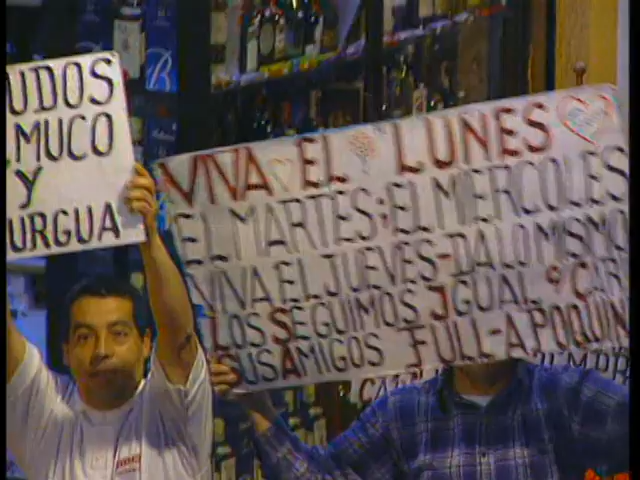 UDOS
MUCO
Y
URGUA
VIVA EL LUNES
EL MARTES; EL MIERCOLES
VIVA EL JUEVES-DA LO MISMO
LOS SEGUIMOS IGUAL
SUS AMIGOS FULL-A POQUIN